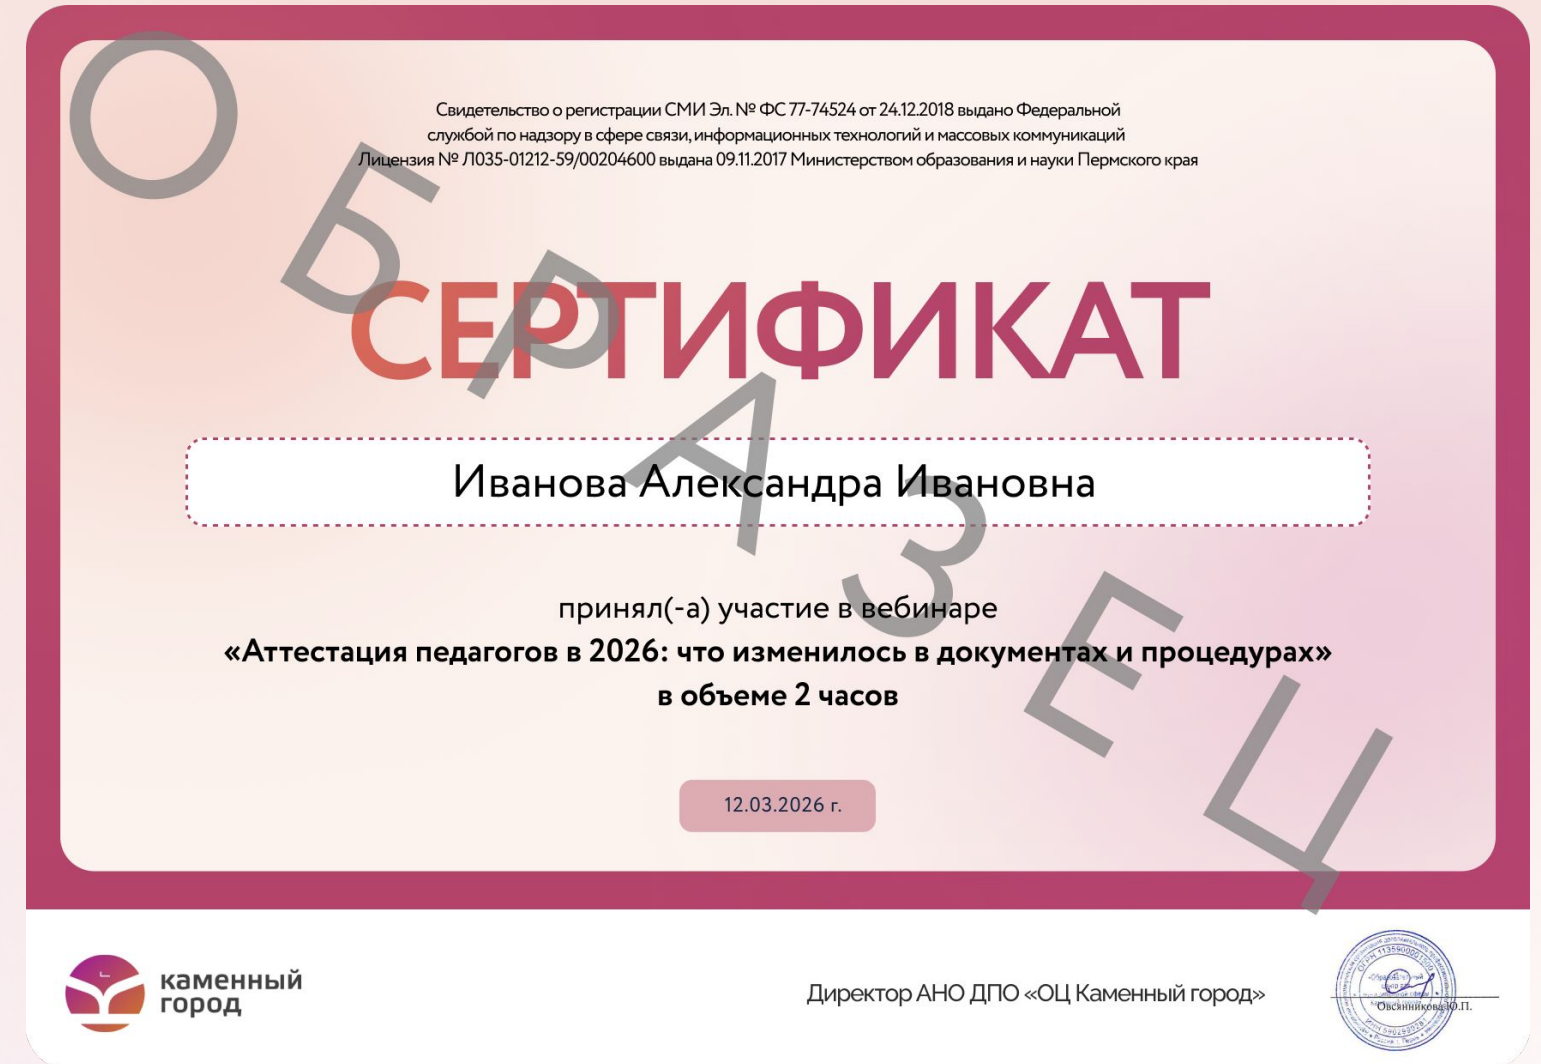 Свидетельство о регистрации СМИ Эл. № ФС 77-74524 от 24.12.2018 выдано Федеральной
службой по надзору в сфере связи, информационных технологий и массовых коммуникаций
Лицензия № Л035-01212-59/00204600 выдана 09.11.2017 Министерством образования и науки Пермского края
СЕРТИФИКАТ
ОБРАЗЕЦ
Иванова Александра Ивановна
принял(-а) участие в вебинаре
«Аттестация педагогов в 2026: что изменилось в документах и процедурах»
в объеме 2 часов
12.03.2026 г.
каменный
город
Директор АНО ДПО «ОЦ Каменный город»
Овсянникова Ю.П.